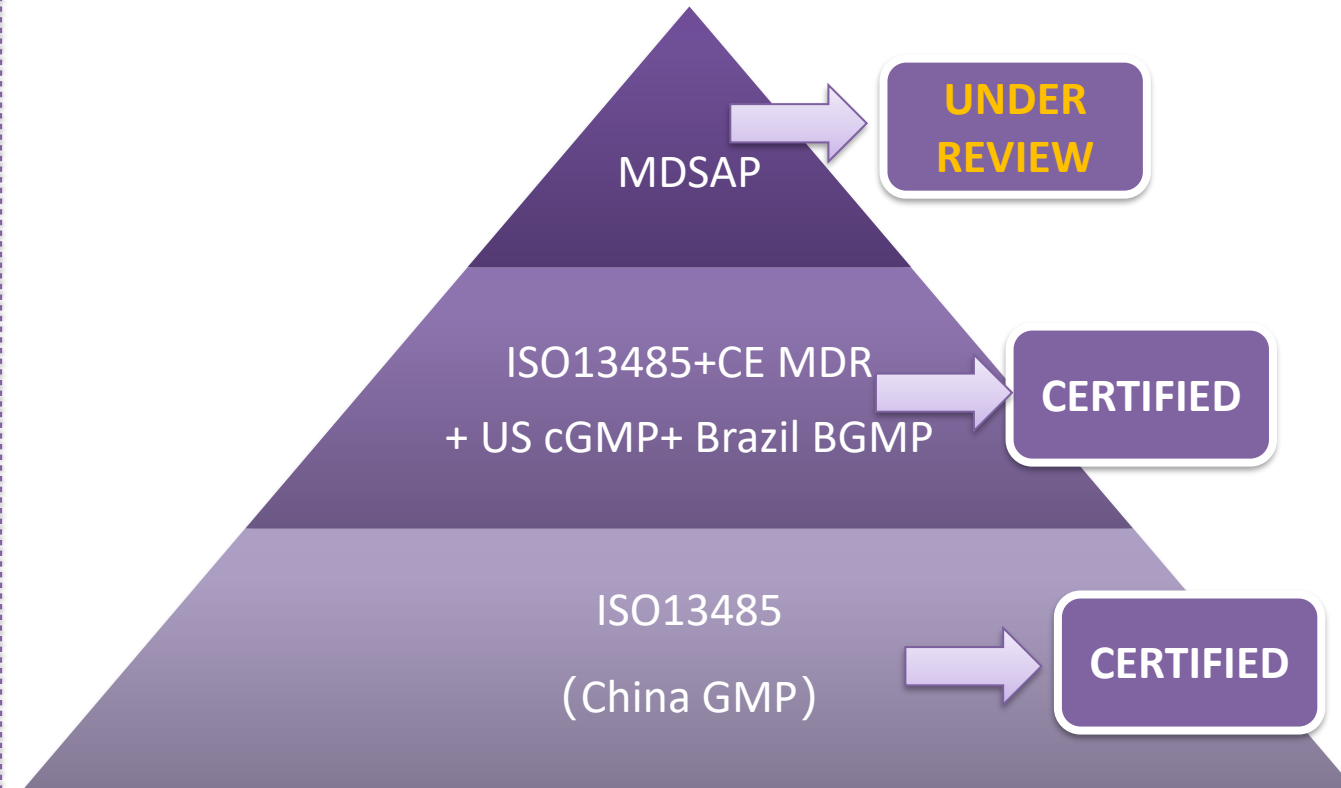 UNDER
REVIEW
MDSAP
ISO13485+CE MDR
+ US cGMP+ Brazil BGMP
CERTIFIED
ISO13485
（China GMP）
CERTIFIED